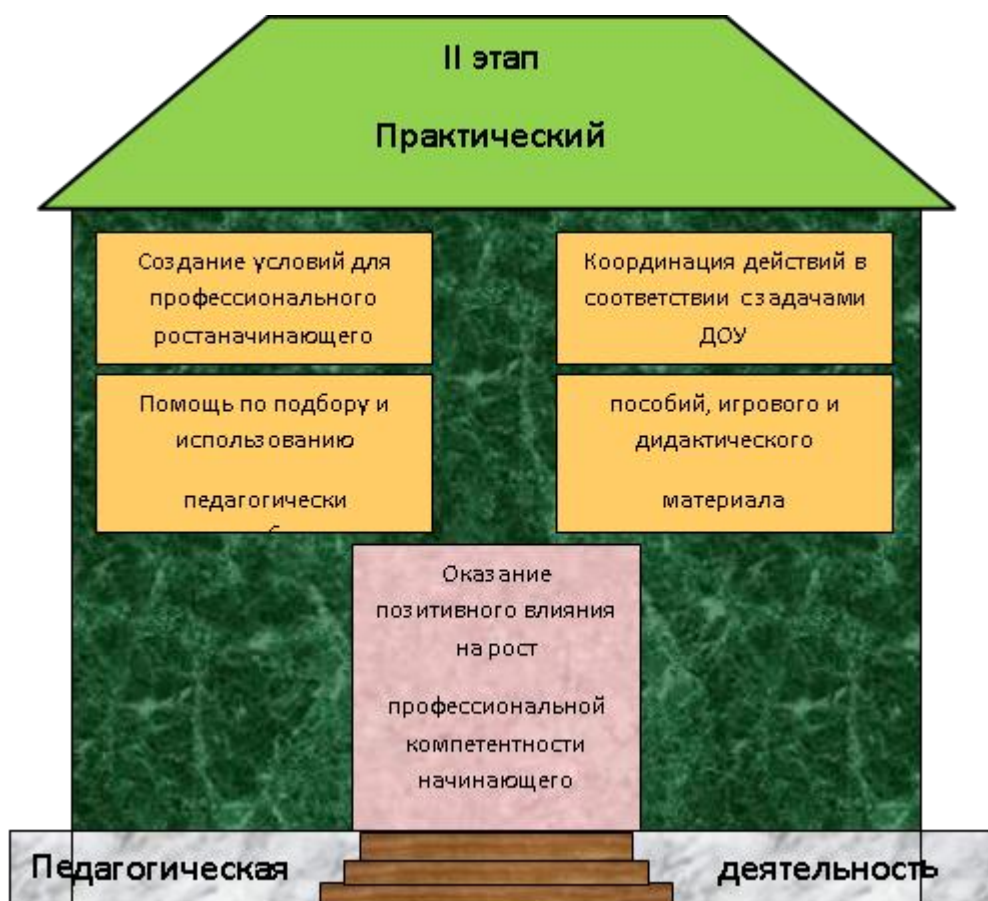 II этап
Практический
Создание условий для
профессионального
ростаначинающего
Координация действий в
соответствии с задачами
ДОУ
Помощь по подбору и
использованию
педагогически
пособий, игрового и
дидактического
материала
Оказание
позитивного влияния
на рост
профессиональной
компетентности
начинающего
Педагогическая
деятельность